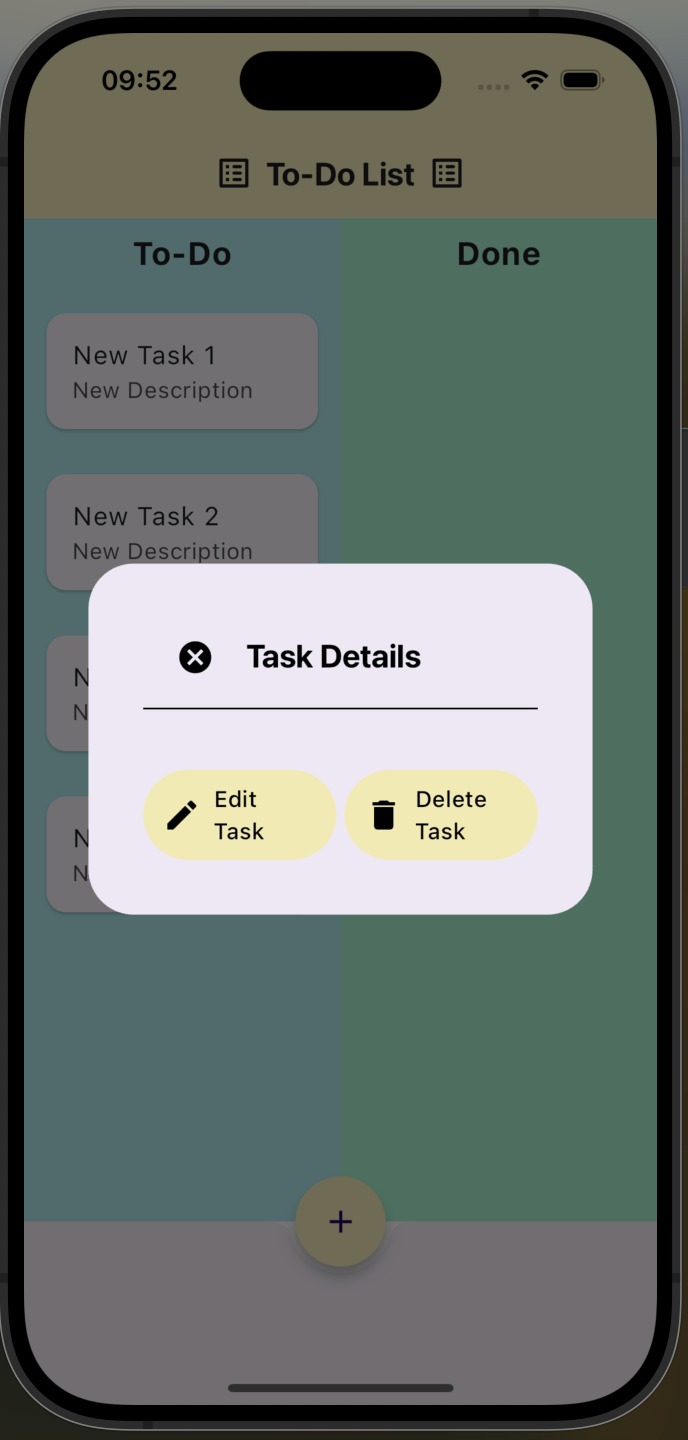 09:52
To-Do List
To-Do
Done
New Task 1
New Description
New Task 2
New Description
N
N
N
N
Task Details
Edit
Task
Delete
Task
+